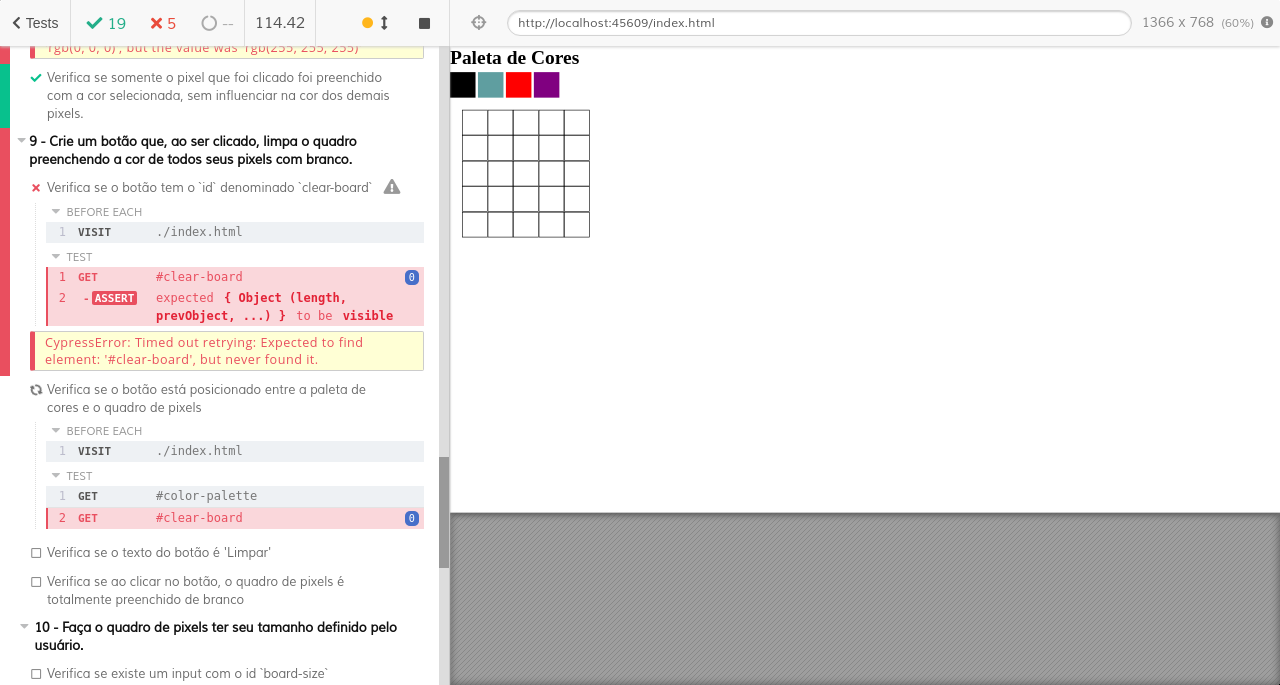 Tests 19 5 -- 114.42
http://localhost:45609/index.html 1366 x 768 (60%)
rgb(0, 0, 0)', but the value was 'rgb(255, 255, 255)'
Verifica se somente o pixel que foi clicado foi preenchido
com a cor selecionada, sem influenciar na cor dos demais
pixels.
9 - Crie um botão que, ao ser clicado, limpa o quadro
preenchendo a cor de todos seus pixels com branco.
Verifica se o botão tem o `id` denominado `clear-board`
BEFORE EACH
1 VISIT ./index.html
TEST
1 GET #clear-board 0
2 -ASSERT expected { Object (length,
prevObject, ...) } to be visible
CypressError: Timed out retrying: Expected to find
element: '#clear-board', but never found it.
Verifica se o botão está posicionado entre a paleta de
cores e o quadro de pixels
BEFORE EACH
1 VISIT ./index.html
TEST
1 GET #color-palette
2 GET #clear-board 0
Verifica se o texto do botão é 'Limpar'
Verifica se ao clicar no botão, o quadro de pixels é
totalmente preenchido de branco
10 - Faça o quadro de pixels ter seu tamanho definido pelo
usuário.
Verifica se existe um input com o id `board-size`
Paleta de Cores